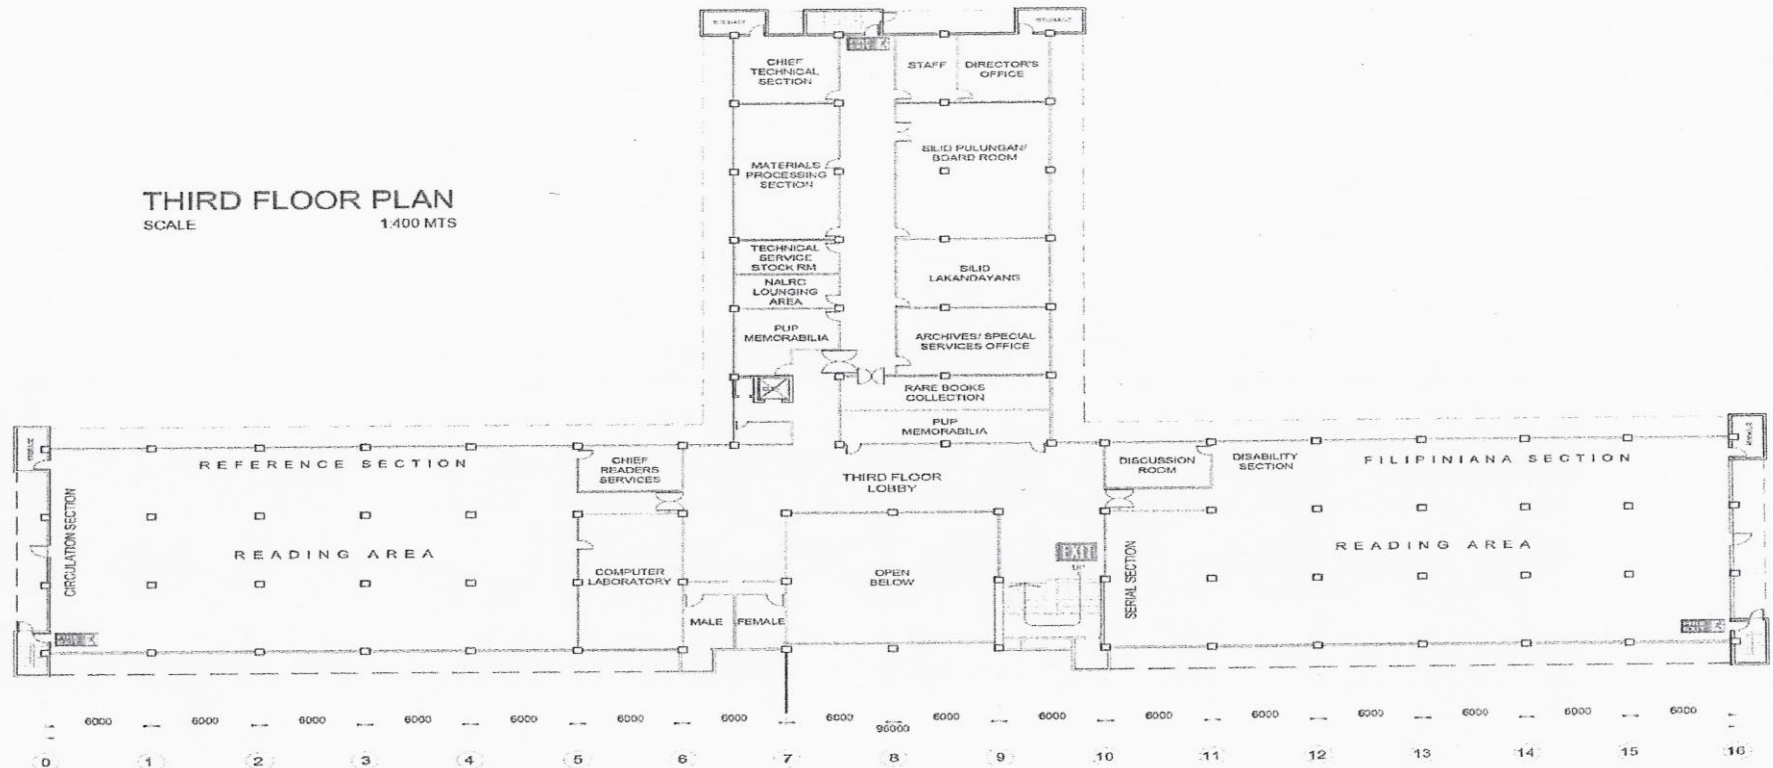 THIRD FLOOR PLAN
SCALE 1:400 MTS
STORAGE
STORAGE
CHIEF
TECHNICAL
SECTION
STAFF
DIRECTOR'S
OFFICE
MATERIALS
PROCESSING
SECTION
SILID PULUNGAN/
BOARD ROOM
TECHNICAL
SERVICE
STOCK RM
NALRC
LOUNGING
AREA
SILID
LAKANDAYANG
PUP
MEMORABILIA
ARCHIVES/ SPECIAL
SERVICES OFFICE
RARE BOOKS
COLLECTION
PUP
MEMORABILIA
REFERENCE SECTION
CIRCULATION SECTION
READING AREA
CHIEF
READERS
SERVICES
COMPUTER
LABORATORY
THIRD FLOOR
LOBBY
OPEN
BELOW
MALE
FEMALE
EXIT
DISCUSSION
ROOM
DISABILITY
SECTION
FILIPINIANA SECTION
READING AREA
SERIAL SECTION
6000 6000 6000 6000 6000 6000 6000 6000 6000 6000 6000 6000 6000 6000 6000 6000
96000
0 1 2 3 4 5 6 7 8 9 10 11 12 13 14 15 16